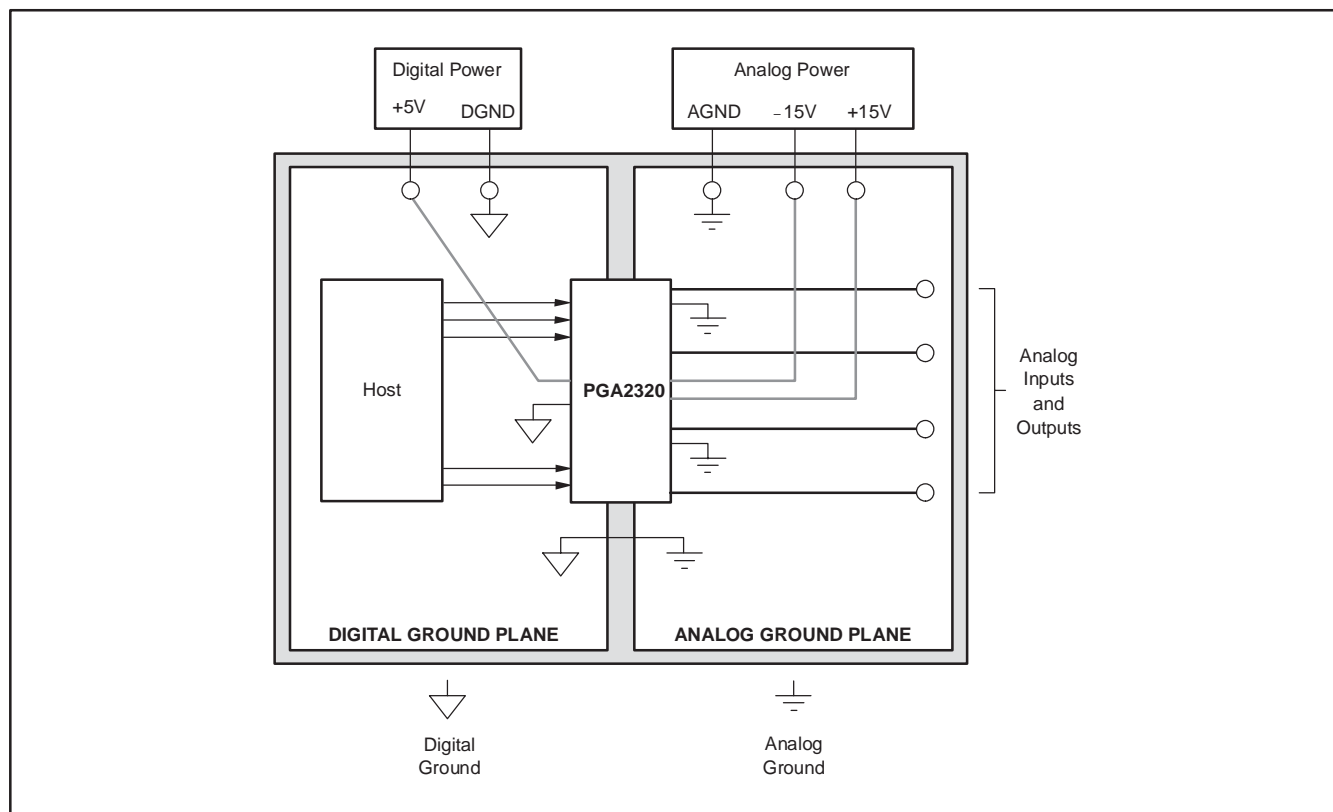 Digital Power
+5V
DGND
Analog Power
AGND
–15V
+15V
Host
PGA2320
Analog
Inputs
and
Outputs
DIGITAL GROUND PLANE
ANALOG GROUND PLANE
Digital
Ground
Analog
Ground